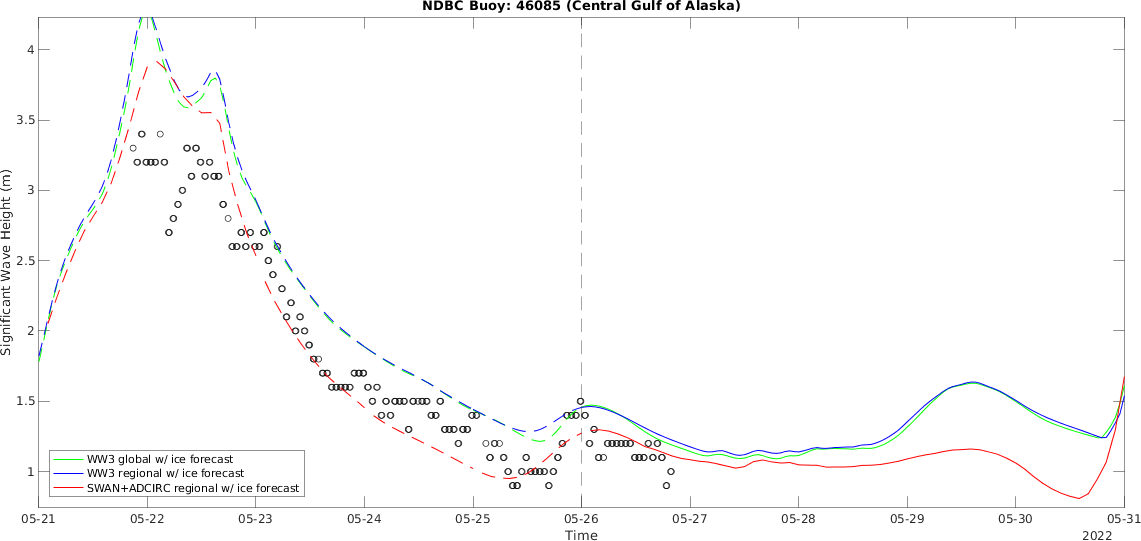 NDBC Buoy: 46085 (Central Gulf of Alaska)
Significant Wave Height (m)
4
3.5
3
2.5
2
1.5
1
WW3 global w/ ice forecast
WW3 regional w/ ice forecast
SWAN+ADCIRC regional w/ ice forecast
05-21 05-22 05-23 05-24 05-25 05-26 05-27 05-28 05-29 05-30 05-31
Time
2022